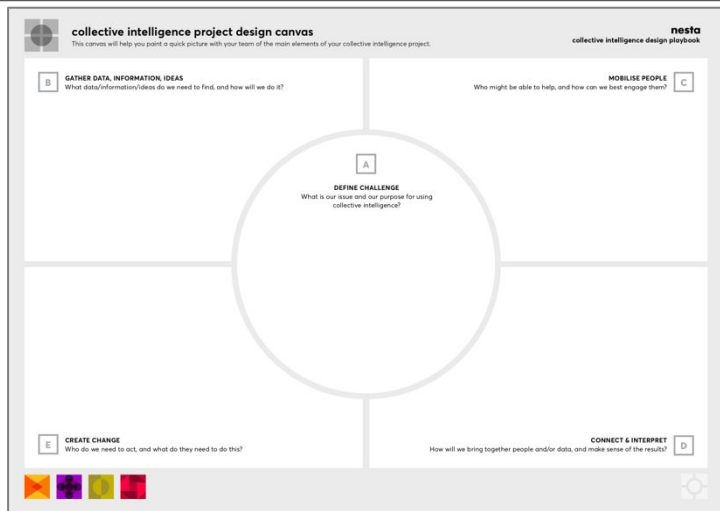 collective intelligence project design canvas
This canvas will help you paint a quick picture with your team of the main elements of your collective intelligence project.
nesta
collective intelligence design playbook
B
GATHER DATA, INFORMATION, IDEAS
What data/information/ideas do we need to find, and how will we do it?
MOBILISE PEOPLE
Who might be able to help, and how can we best engage them?
C
A
DEFINE CHALLENGE
What is our issue and our purpose for using
collective intelligence?
E
CREATE CHANGE
Who do we need to act, and what do they need to do this?
CONNECT & INTERPRET
How will we bring together people and/or data, and make sense of the results?
D